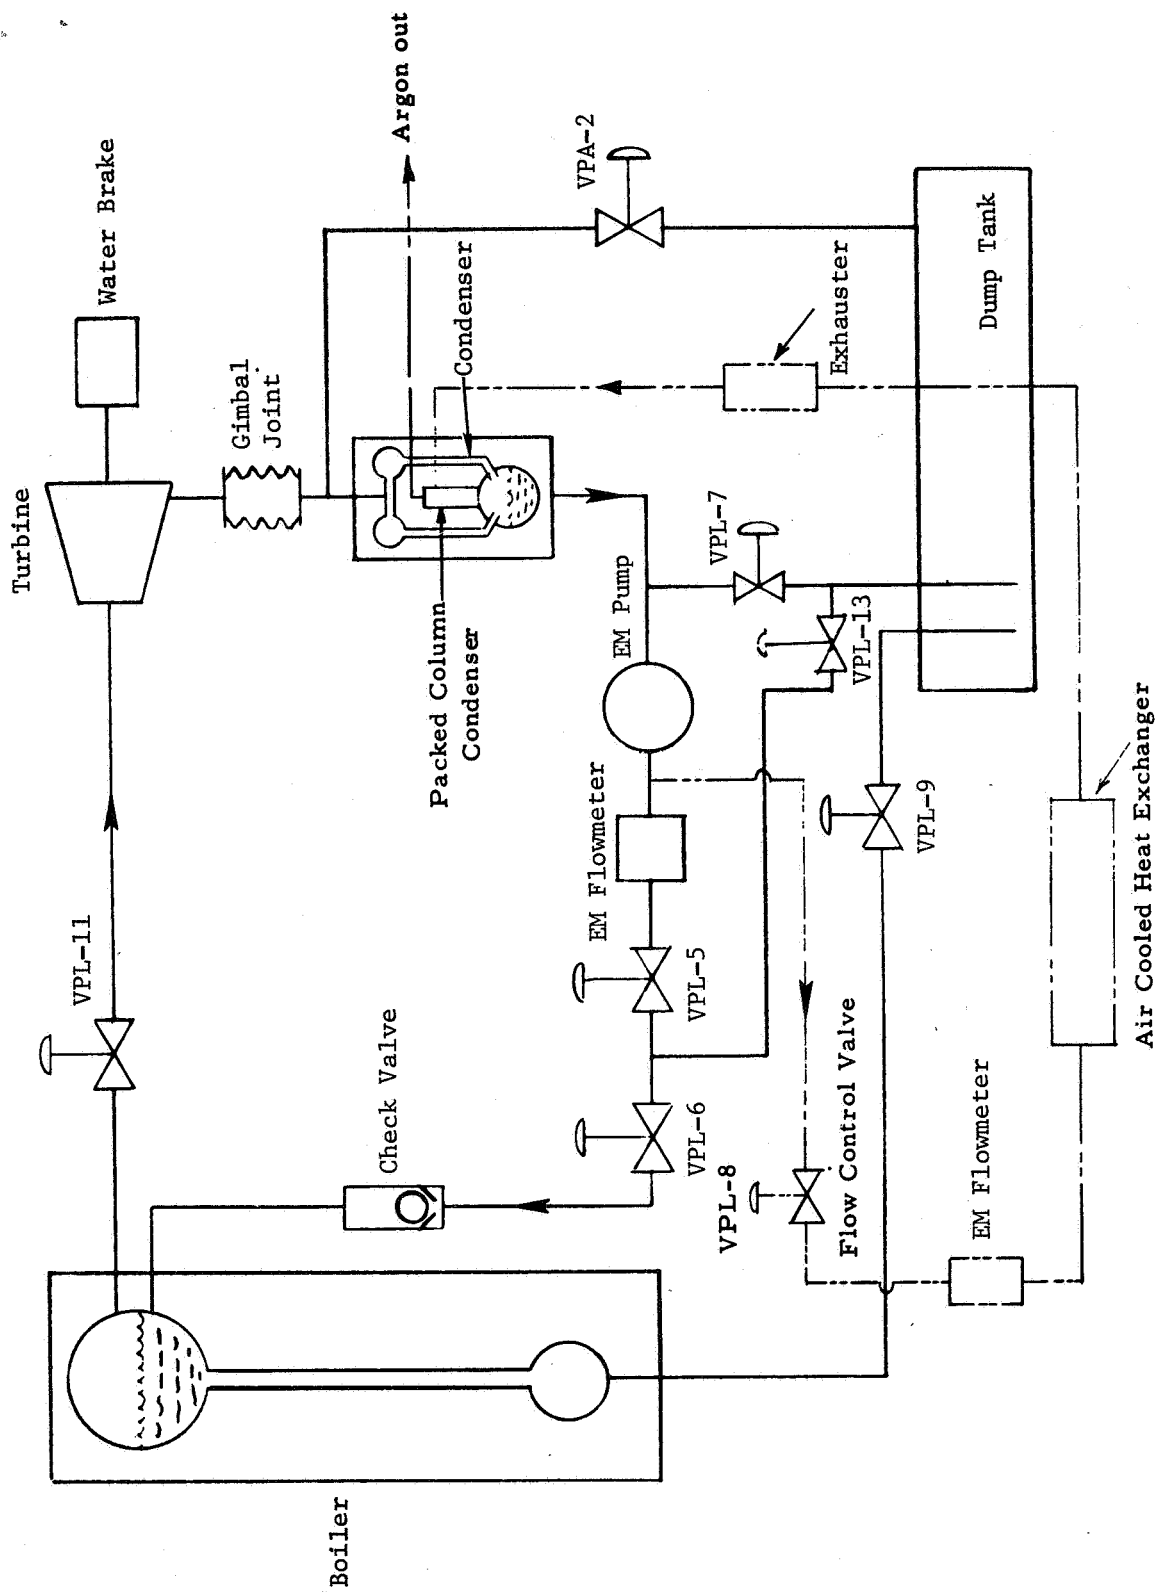 Boiler
VPL-11
Turbine
Water Brake
Gimbal
Joint
Argon out
Condenser
Packed Column
Condenser
VPA-2
Exhauster
Dump Tank
Check Valve
EM Flowmeter
EM Pump
VPL-7
VPL-13
VPL-5
VPL-6
VPL-8
Flow Control Valve
VPL-9
EM Flowmeter
Air Cooled Heat Exchanger